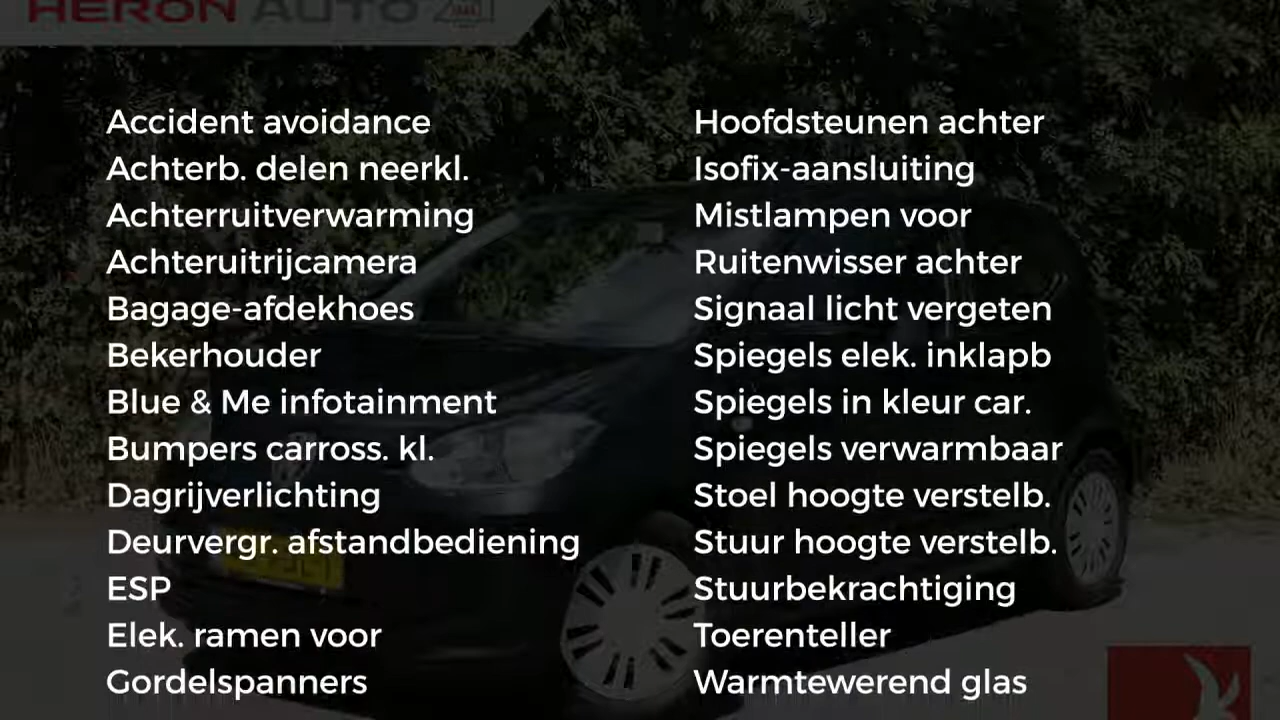 HERON AUTO
Accident avoidance
Achterb. delen neerkl.
Achterruitverwarming
Achteruitrijcamera
Bagage-afdekhoes
Bekerhouder
Blue & Me infotainment
Bumpers carross. kl.
Dagrijverlichting
Deurvergr. afstandbediening
ESP
Elek. ramen voor
Gordelspanners
Hoofdsteunen achter
Isofix-aansluiting
Mistlampen voor
Ruitenwisser achter
Signaal licht vergeten
Spiegels elek. inklapb
Spiegels in kleur car.
Spiegels verwarmbaar
Stoel hoogte verstelb.
Stuur hoogte verstelb.
Stuurbekrachtiging
Toerenteller
Warmtewerend glas